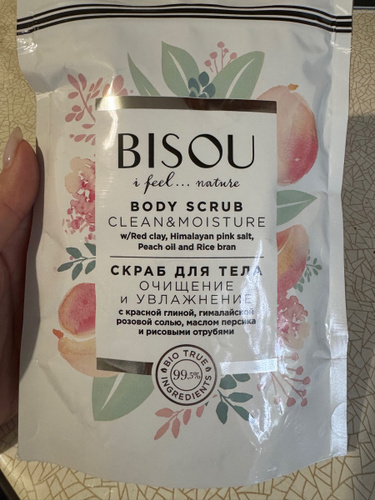 BISOU
i feel... nature
BODY SCRUB
CLEAN&MOISTURE
w/Red clay, Himalayan pink salt,
Peach oil and Rice bran
СКРАБ ДЛЯ ТЕЛА
ОЧИЩЕНИЕ
И УВЛАЖНЕНИЕ
с красной глиной, гималайской
розовой солью, маслом персика
и рисовыми отрубями
BIO TRUE
99.5%
INGREDIENTS